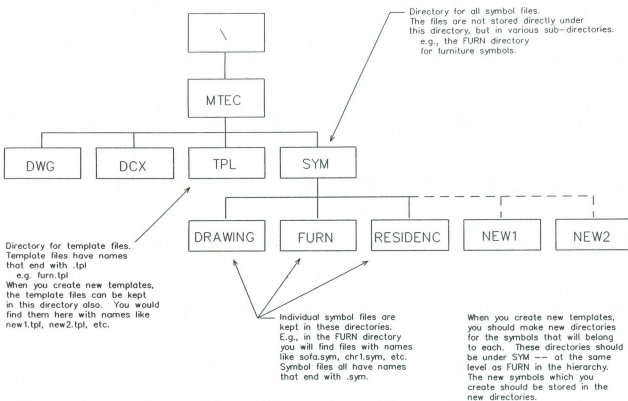 \
Directory for all symbol files.
The files are not stored directly under
this directory, but in various sub-directories.
e.g., the FURN directory
for furniture symbols.
MTEC
DWG
DCX
TPL
SYM
DRAWING
FURN
RESIDENC
NEW1
NEW2
Directory for template files.
Template files have names
that end with .tpl
e.g. furn.tpl
When you create new templates,
the template files can be kept
in this directory also. You would
find them here with names like
new1.tpl, new2.tpl, etc.
Individual symbol files are
kept in these directories.
E.g., in the FURN directory
you will find files with names
like sofa.sym, chr1.sym, etc.
Symbol files all have names
that end with .sym.
When you create new templates,
you should make new directories
for the symbols that will belong
to each. These directories should
be under SYM -- at the same
level as FURN in the hierarchy.
The new symbols which you
create should be stored in the
new directories.